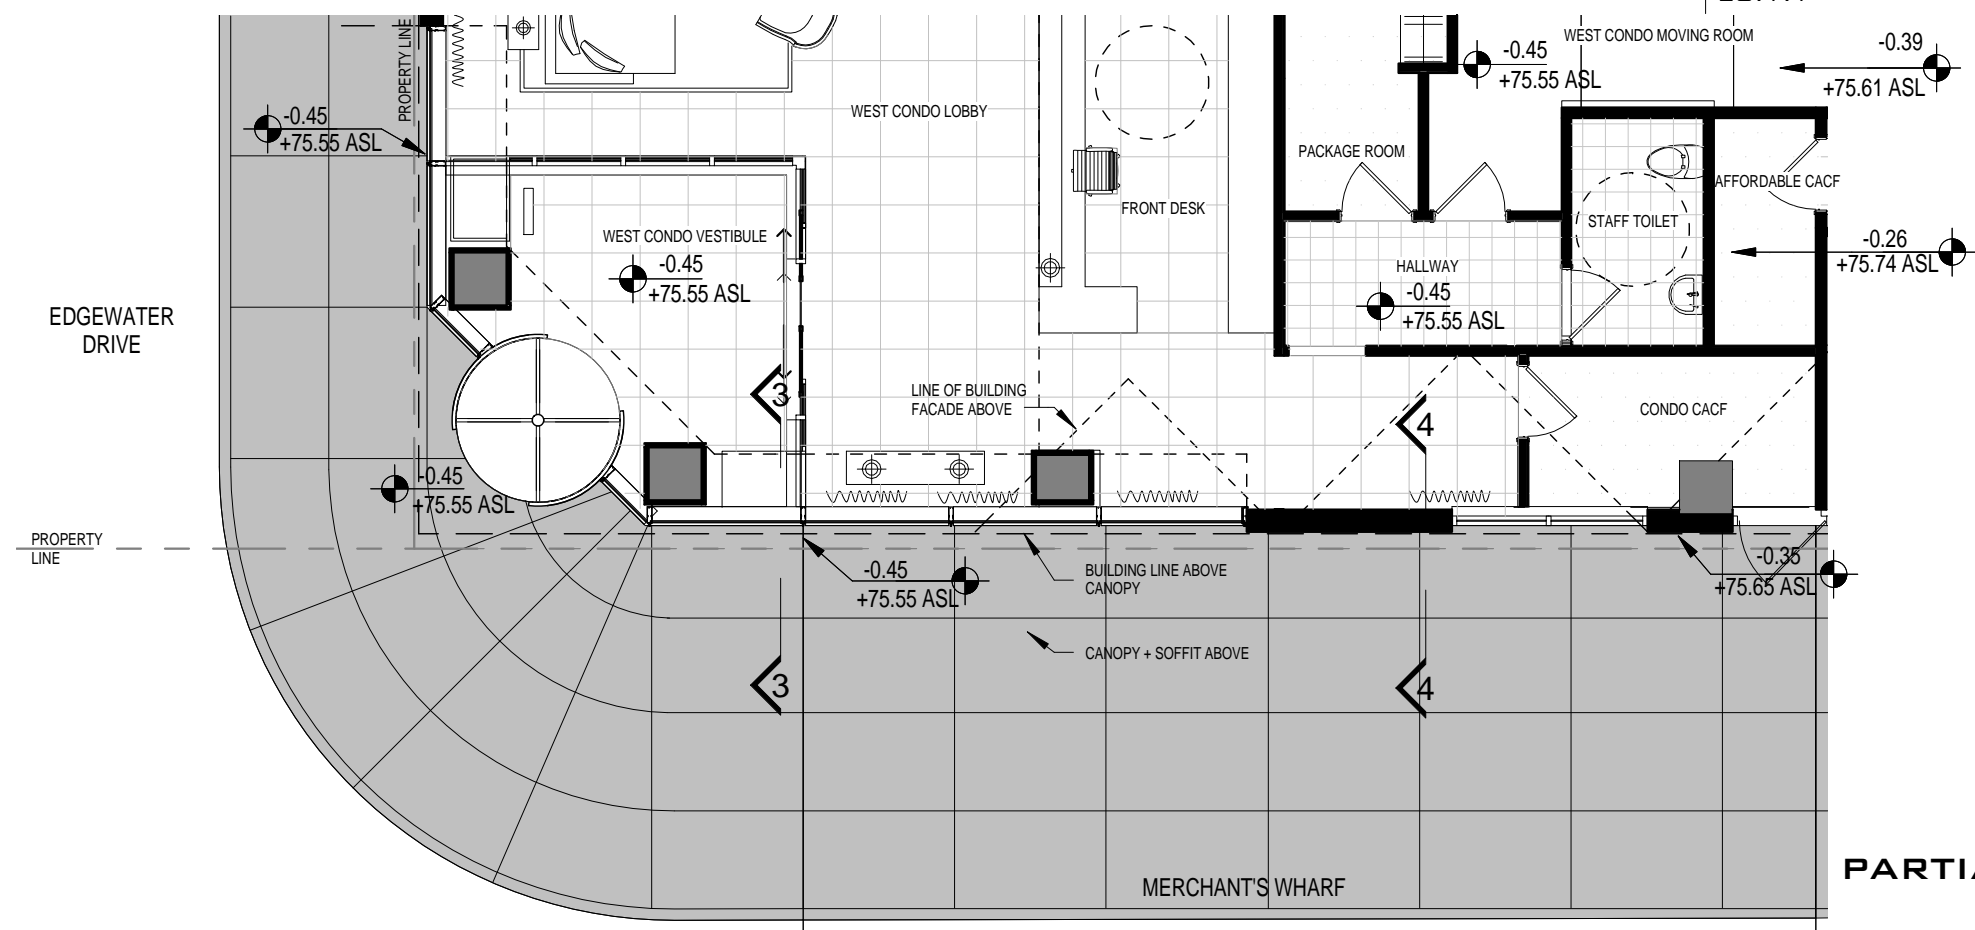 WEST CONDO MOVING ROOM
-0.39
+75.61 ASL
-0.45
+75.55 ASL
PROPERTY LINE
-0.45
+75.55 ASL
WEST CONDO LOBBY
PACKAGE ROOM
AFFORDABLE CACF
FRONT DESK
STAFF TOILET
WEST CONDO VESTIBULE
-0.45
+75.55 ASL
-0.26
+75.74 ASL
HALLWAY
-0.45
+75.55 ASL
EDGEWATER
DRIVE
3
LINE OF BUILDING
FACADE ABOVE
4
CONDO CACF
-0.45
+75.55 ASL
PROPERTY
LINE
-0.45
+75.55 ASL
BUILDING LINE ABOVE
CANOPY
-0.35
+75.65 ASL
CANOPY + SOFFIT ABOVE
3
4
MERCHANT'S WHARF
PARTIA